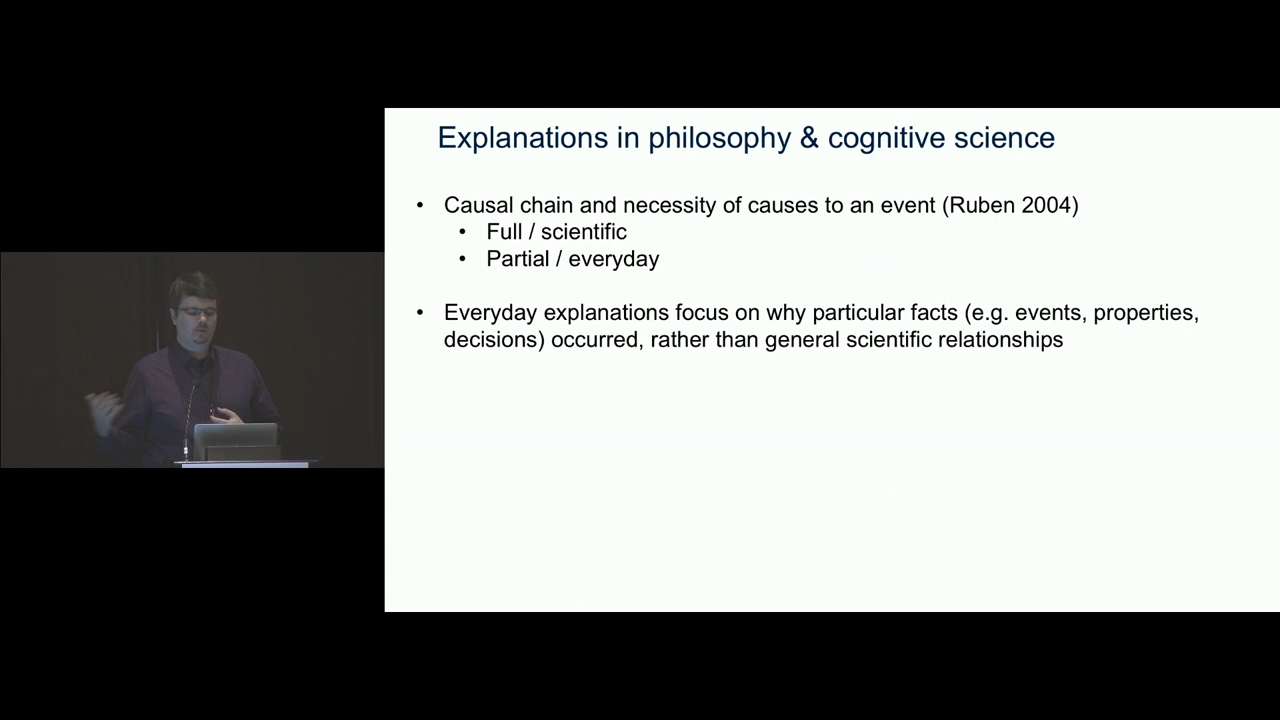 Explanations in philosophy & cognitive science
• Causal chain and necessity of causes to an event (Ruben 2004)
• Full / scientific
• Partial / everyday
• Everyday explanations focus on why particular facts (e.g. events, properties,
decisions) occurred, rather than general scientific relationships